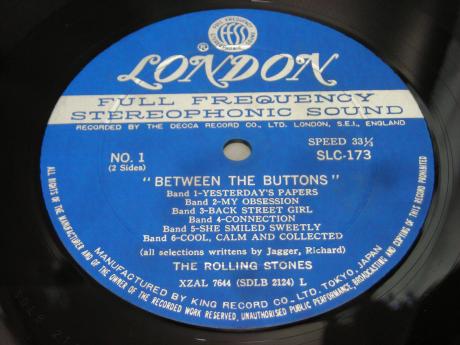 FULL FREQUENCY
ffss
STEREOPHONIC SOUND
® LONDON
FULL FREQUENCY
STEREOPHONIC SOUND
RECORDED BY THE DECCA RECORD CO., LTD. LONDON, S.E.I., ENGLAND
SPEED 33⅓
NO. 1
SLC-173
(2 Sides)
"BETWEEN THE BUTTONS"
Band 1-YESTERDAY'S PAPERS
Band 2-MY OBSESSION
Band 3-BACK STREET GIRL
Band 4-CONNECTION
Band 5-SHE SMILED SWEETLY
Band 6-COOL, CALM AND COLLECTED
(all selections writtens by Jagger, Richard)
THE ROLLING STONES
XZAL 7644 (SDLB 2124) L
MANUFACTURED BY KING RECORD CO., LTD. TOKYO, JAPAN
ALL RIGHTS OF THE MANUFACTURER AND OF THE OWNER OF THE RECORDED WORK RESERVED, UNAUTHORISED PUBLIC PERFORMANCE, BROADCASTING AND COPYING OF THIS RECORD PROHIBITED